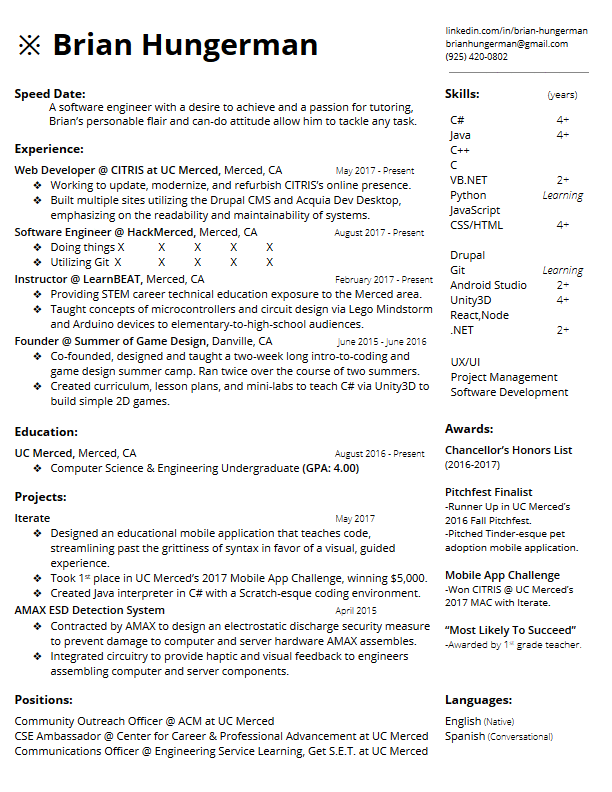 ※ Brian Hungerman
linkedin.com/in/brian-hungerman
brianhungerman@gmail.com
(925) 420-0802
Speed Date:
A software engineer with a desire to achieve and a passion for tutoring,
Brian's personable flair and can-do attitude allow him to tackle any task.
Experience:
Web Developer @ CITRIS at UC Merced, Merced, CA May 2017 - Present
❖ Working to update, modernize, and refurbish CITRIS's online presence.
❖ Built multiple sites utilizing the Drupal CMS and Acquia Dev Desktop,
emphasizing on the readability and maintainability of systems.
Software Engineer @ HackMerced, Merced, CA August 2017 - Present
❖ Doing things X X X X X
❖ Utilizing Git X X X X X
Instructor @ LearnBEAT, Merced, CA February 2017 - Present
❖ Providing STEM career technical education exposure to the Merced area.
❖ Taught concepts of microcontrollers and circuit design via Lego Mindstorm
and Arduino devices to elementary-to-high-school audiences.
Founder @ Summer of Game Design, Danville, CA June 2015 - June 2016
❖ Co-founded, designed and taught a two-week long intro-to-coding and
game design summer camp. Ran twice over the course of two summers.
❖ Created curriculum, lesson plans, and mini-labs to teach C# via Unity3D to
build simple 2D games.
Education:
UC Merced, Merced, CA August 2016 - Present
❖ Computer Science & Engineering Undergraduate (GPA: 4.00)
Projects:
Iterate May 2017
❖ Designed an educational mobile application that teaches code,
streamlining past the grittiness of syntax in favor of a visual, guided
experience.
❖ Took 1st place in UC Merced's 2017 Mobile App Challenge, winning $5,000.
❖ Created Java interpreter in C# with a Scratch-esque coding environment.
AMAX ESD Detection System April 2015
❖ Contracted by AMAX to design an electrostatic discharge security measure
to prevent damage to computer and server hardware AMAX assembles.
❖ Integrated circuitry to provide haptic and visual feedback to engineers
assembling computer and server components.
Positions:
Community Outreach Officer @ ACM at UC Merced
CSE Ambassador @ Center for Career & Professional Advancement at UC Merced
Communications Officer @ Engineering Service Learning, Get S.E.T. at UC Merced
Skills: (years)
C# 4+
Java 4+
C++
C
VB.NET 2+
Python Learning
JavaScript
CSS/HTML 4+
Drupal
Git Learning
Android Studio 2+
Unity3D 4+
React,Node
.NET 2+
UX/UI
Project Management
Software Development
Awards:
Chancellor's Honors List
(2016-2017)
Pitchfest Finalist
-Runner Up in UC Merced's
2016 Fall Pitchfest.
-Pitched Tinder-esque pet
adoption mobile application.
Mobile App Challenge
-Won CITRIS @ UC Merced's
2017 MAC with Iterate.
"Most Likely To Succeed"
-Awarded by 1st grade teacher.
Languages:
English (Native)
Spanish (Conversational)